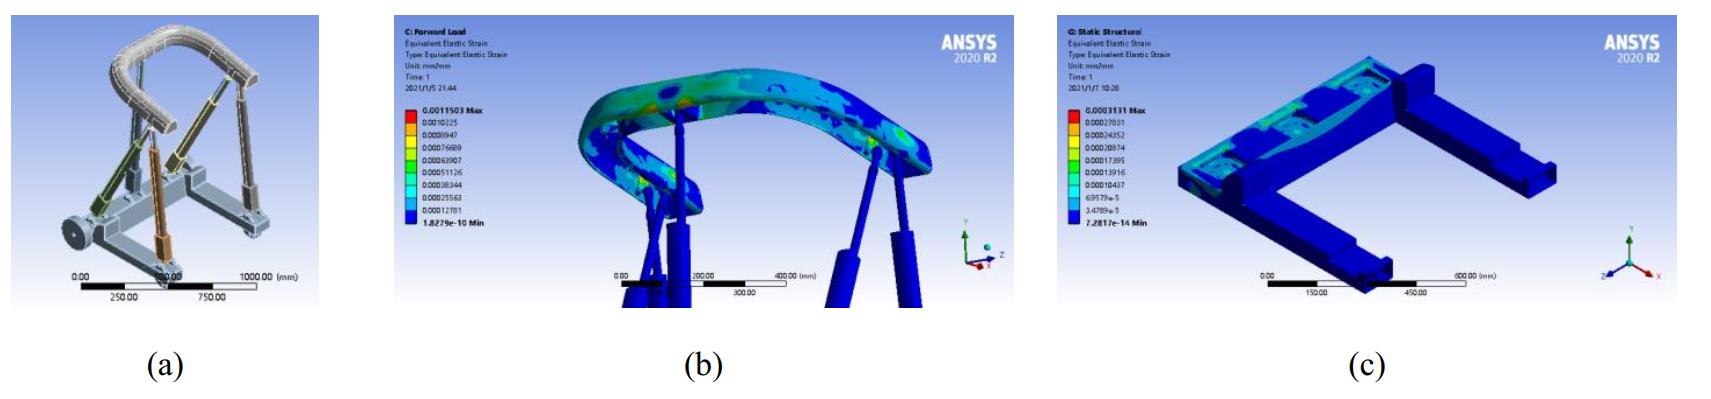 0.00 500.00 1000.00 (mm)
250.00 750.00
C: Forward Load
Equivalent Elastic Strain
Type: Equivalent Elastic Strain
Unit: mm/mm
Time: 1
2021/1/5 21:44
0.0011503 Max
0.0010225
0.0008947
0.00076689
0.00063907
0.00051126
0.00038344
0.00025563
0.00012781
1.8279e-10 Min
ANSYS
2020 R2
Y
Z
X
0.00 200.00 400.00 (mm)
300.00
G: Static Structural
Equivalent Elastic Strain
Type: Equivalent Elastic Strain
Unit: mm/mm
Time: 1
2021/1/7 10:28
0.0003131 Max
0.00027831
0.00024352
0.00020874
0.00017395
0.00013916
0.00010437
6.9579e-5
3.4789e-5
7.2817e-14 Min
ANSYS
2020 R2
Y
Z
X
0.00 600.00 (mm)
150.00 450.00
(a)
(b)
(c)